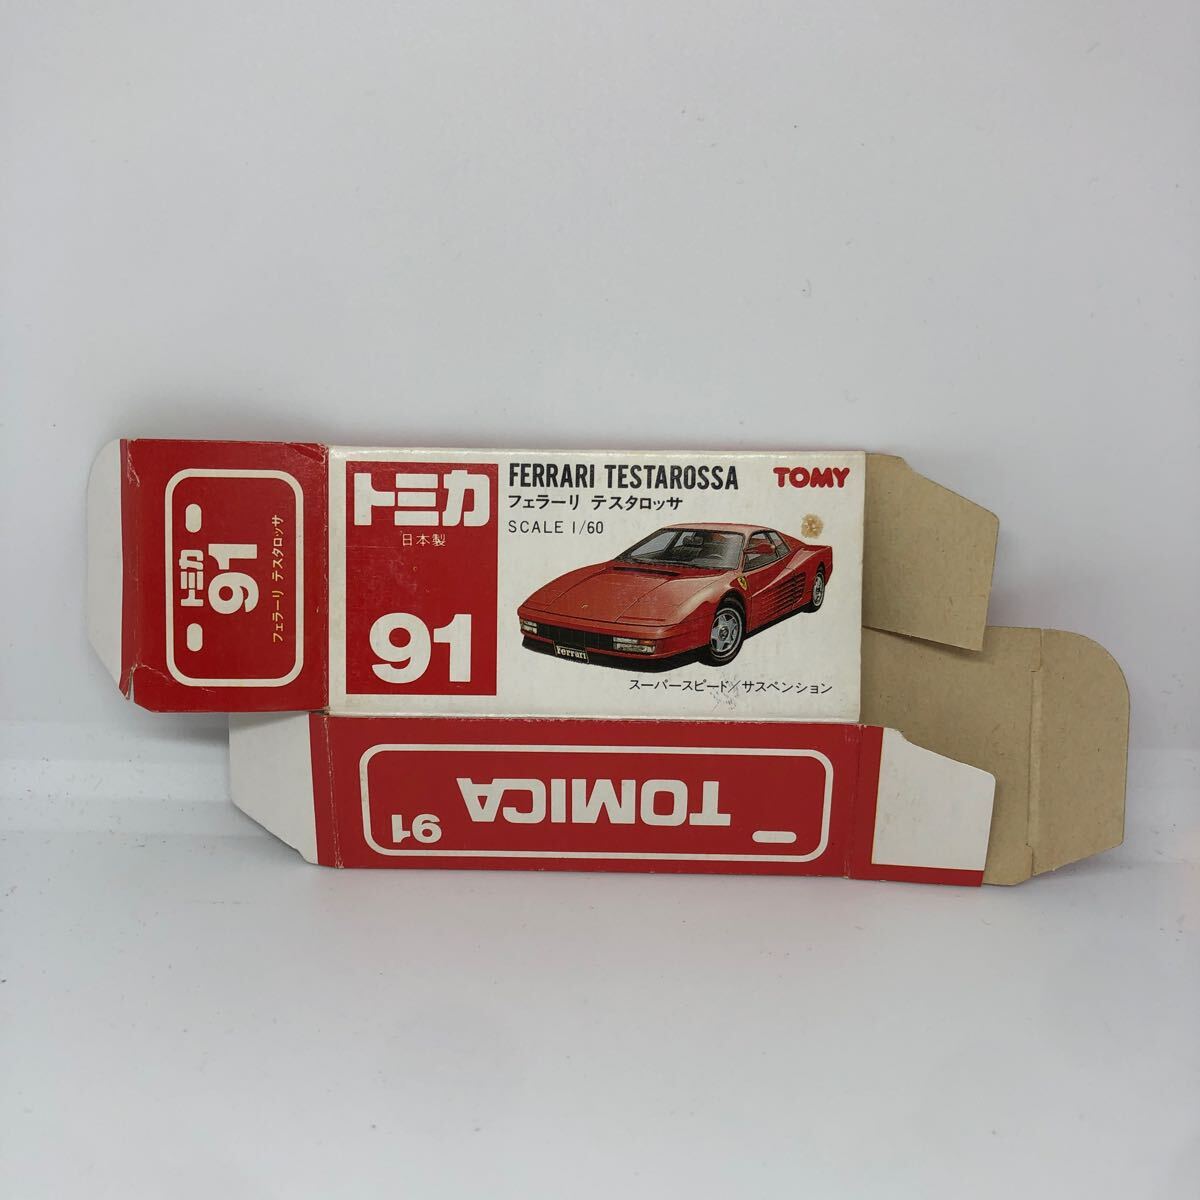 トミカ
91
フェラーリ テスタロッサ
トミカ
日本製
91
FERRARI TESTAROSSA
フェラーリ テスタロッサ
SCALE 1/60
TOMY
Ferrari
スーパースピード/サスペンション
TOMICA
91